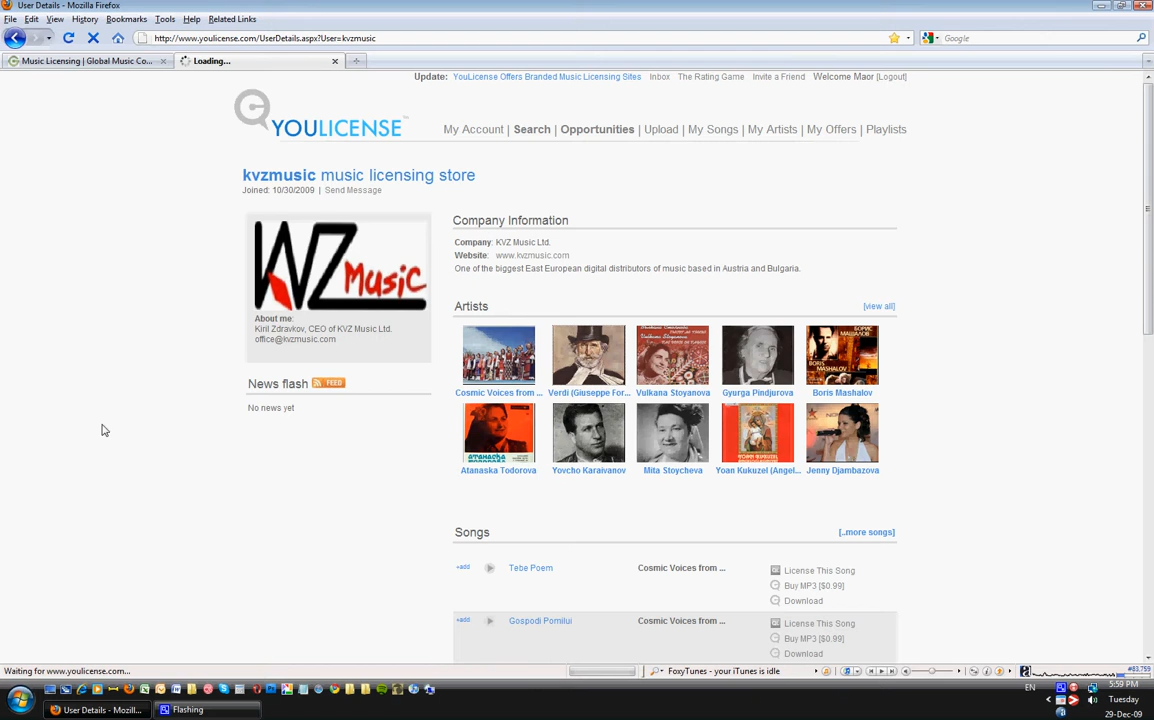 User Details - Mozilla Firefox
File Edit View History Bookmarks Tools Help Related Links
http://www.youlicense.com/UserDetails.aspx?User=kvzmusic
Google
Music Licensing | Global Music Co...
Loading...
Update: YouLicense Offers Branded Music Licensing Sites Inbox The Rating Game Invite a Friend Welcome Maor [Logout]
YOULICENSE
My Account | Search | Opportunities | Upload | My Songs | My Artists | My Offers | Playlists
kvzmusic music licensing store
Joined: 10/30/2009 | Send Message
KVZ Music
About me:
Kiril Zdravkov, CEO of KVZ Music Ltd.
office@kvzmusic.com
News flash FEED
No news yet
Company Information
Company: KVZ Music Ltd.
Website: www.kvzmusic.com
One of the biggest East European digital distributors of music based in Austria and Bulgaria.
Artists [view all]
Cosmic Voices from ... Verdi (Giuseppe For... Vulkana Stoyanova Gyurga Pindjurova Boris Mashalov
Atanaska Todorova Yovcho Karaivanov Mita Stoycheva Yoan Kukuzel (Angel... Jenny Djambazova
Songs [..more songs]
+add Tebe Poem Cosmic Voices from ... License This Song
Buy MP3 [$0.99]
Download
+add Gospodi Pomilui Cosmic Voices from ... License This Song
Buy MP3 [$0.99]
Download
Waiting for www.youlicense.com...
FoxyTunes - your iTunes is idle
#83,759
User Details - Mozill...
Flashing
EN
5:59 PM
Tuesday
29-Dec-09